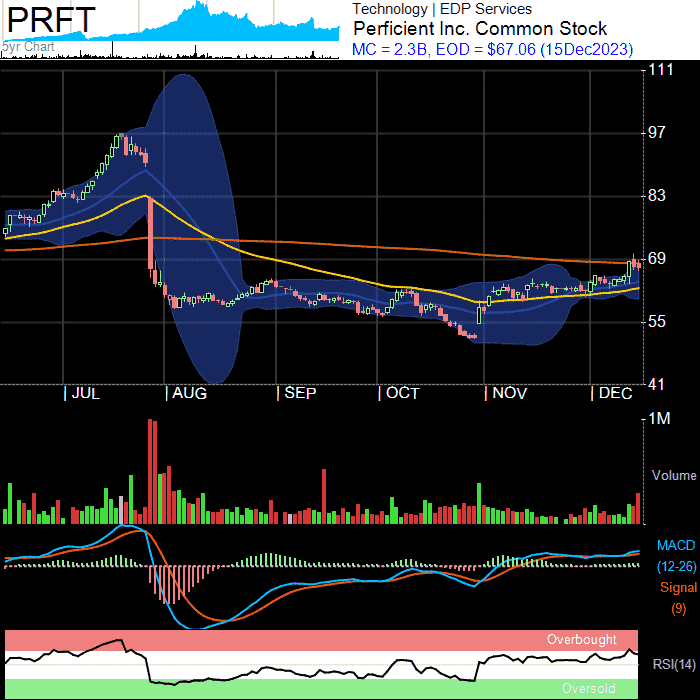 PRFT
5yr Chart
Technology | EDP Services
Perficient Inc. Common Stock
MC = 2.3B, EOD = $67.06 (15Dec2023)
111
97
83
69
55
41
| JUL | AUG | SEP | OCT | NOV | DEC
1M
Volume
MACD
(12-26)
Signal
(9)
Overbought
RSI(14)
Oversold